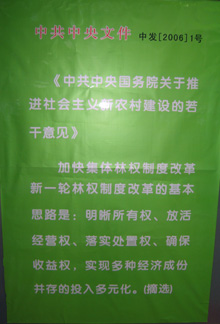 中共中央文件 中发[2006]1号
《中共中央国务院关于推
进社会主义新农村建设的若
干意见》
加快集体林权制度改革
新一轮林权制度改革的基本
思路是：明晰所有权、放活
经营权、落实处置权、确保
收益权，实现多种经济成份
并存的投入多元化。(摘选)